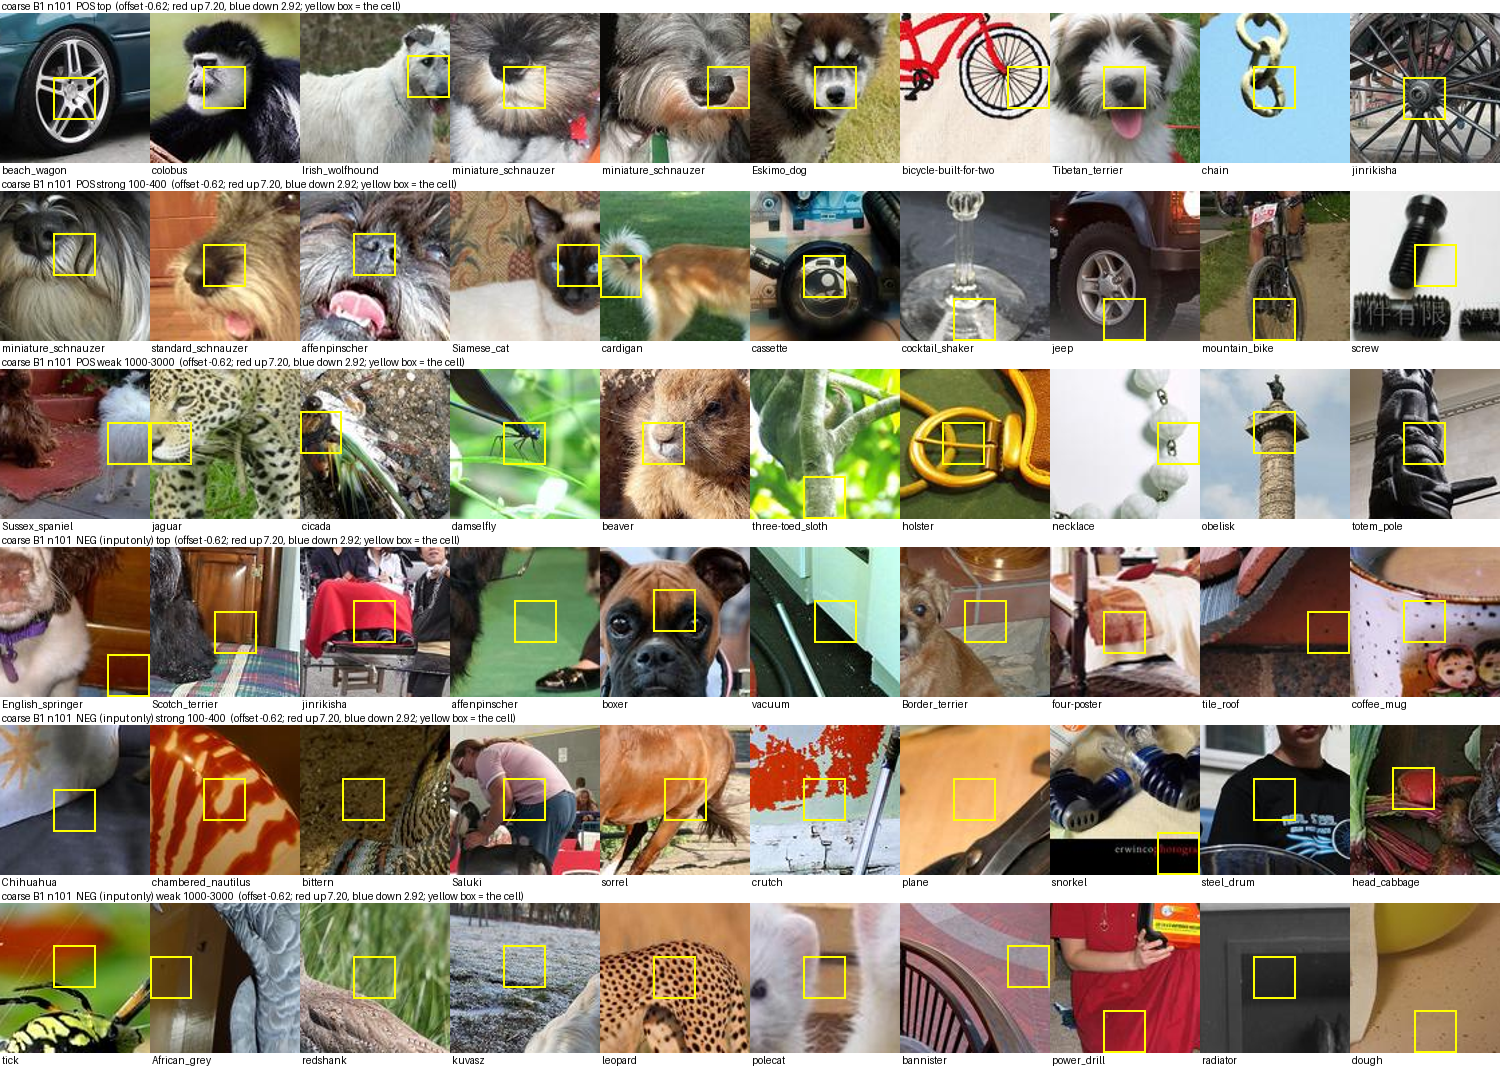 coarse B1 n101 POS top (offset -0.62; red up 7.20, blue down 2.92; yellow box = the cell)
beach_wagon colobus Irish_wolfhound miniature_schnauzer miniature_schnauzer Eskimo_dog bicycle-built-for-two Tibetan_terrier chain jinrikisha
coarse B1 n101 POS strong 100-400 (offset -0.62; red up 7.20, blue down 2.92; yellow box = the cell)
miniature_schnauzer standard_schnauzer affenpinscher Siamese_cat cardigan cassette cocktail_shaker jeep mountain_bike screw
coarse B1 n101 POS weak 1000-3000 (offset -0.62; red up 7.20, blue down 2.92; yellow box = the cell)
Sussex_spaniel jaguar cicada damselfly beaver three-toed_sloth holster necklace obelisk totem_pole
coarse B1 n101 NEG (input only) top (offset -0.62; red up 7.20, blue down 2.92; yellow box = the cell)
English_springer Scotch_terrier jinrikisha affenpinscher boxer vacuum Border_terrier four-poster tile_roof coffee_mug
coarse B1 n101 NEG (input only) strong 100-400 (offset -0.62; red up 7.20, blue down 2.92; yellow box = the cell)
erwinco photogra
Chihuahua chambered_nautilus bittern Saluki sorrel crutch plane snorkel steel_drum head_cabbage
coarse B1 n101 NEG (input only) weak 1000-3000 (offset -0.62; red up 7.20, blue down 2.92; yellow box = the cell)
tick African_grey redshank kuvasz leopard polecat bannister power_drill radiator dough